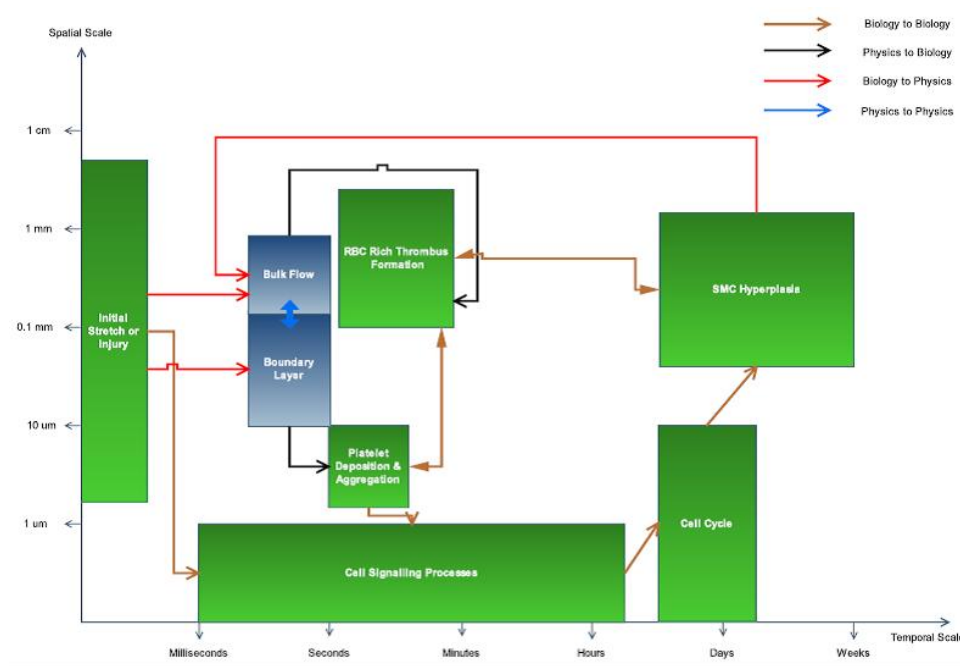 Spatial Scale
Biology to Biology
Physics to Biology
Biology to Physics
Physics to Physics
1 cm
1 mm
0.1 mm
10 um
1 um
Initial
Stretch or
Injury
Bulk Flow
Boundary
Layer
RBC Rich Thrombus
Formation
Platelet
Deposition &
Aggregation
SMC Hyperplasia
Cell Cycle
Cell Signalling Processes
Temporal Scale
Milliseconds
Seconds
Minutes
Hours
Days
Weeks